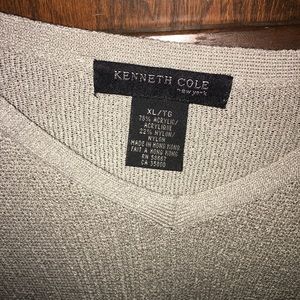 KENNETH COLE
new york
XL/TG
78% ACRYLIC/
ACRYLIQUE
22% NYLON/
NYLON
MADE IN HONG KONG
FAIT A HONG KONG
RN 58667
CA 35800